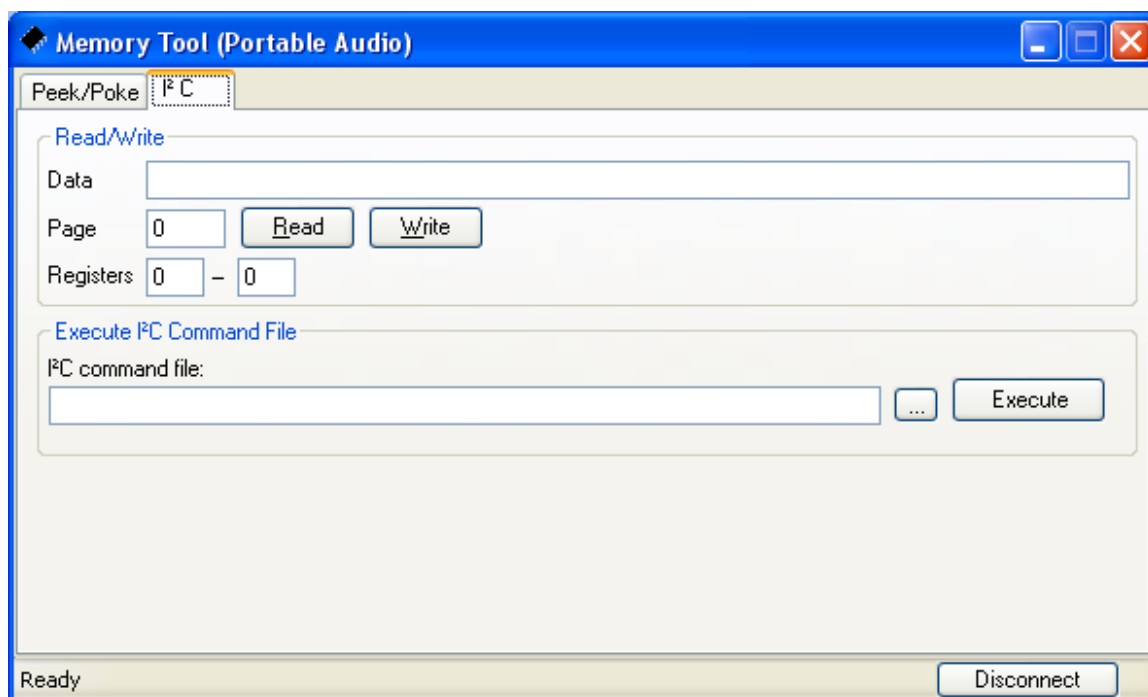 Memory Tool (Portable Audio)
Peek/Poke I²C
Read/Write
Data
Page 0 Read Write
Registers 0 – 0
Execute I²C Command File
I²C command file:
... Execute
Ready Disconnect